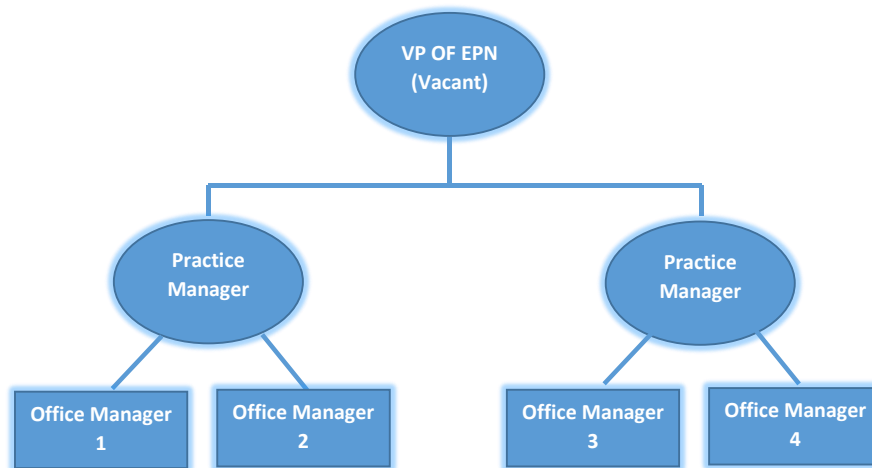 VP OF EPN
(Vacant)
Practice
Manager
Practice
Manager
Office Manager
1
Office Manager
2
Office Manager
3
Office Manager
4